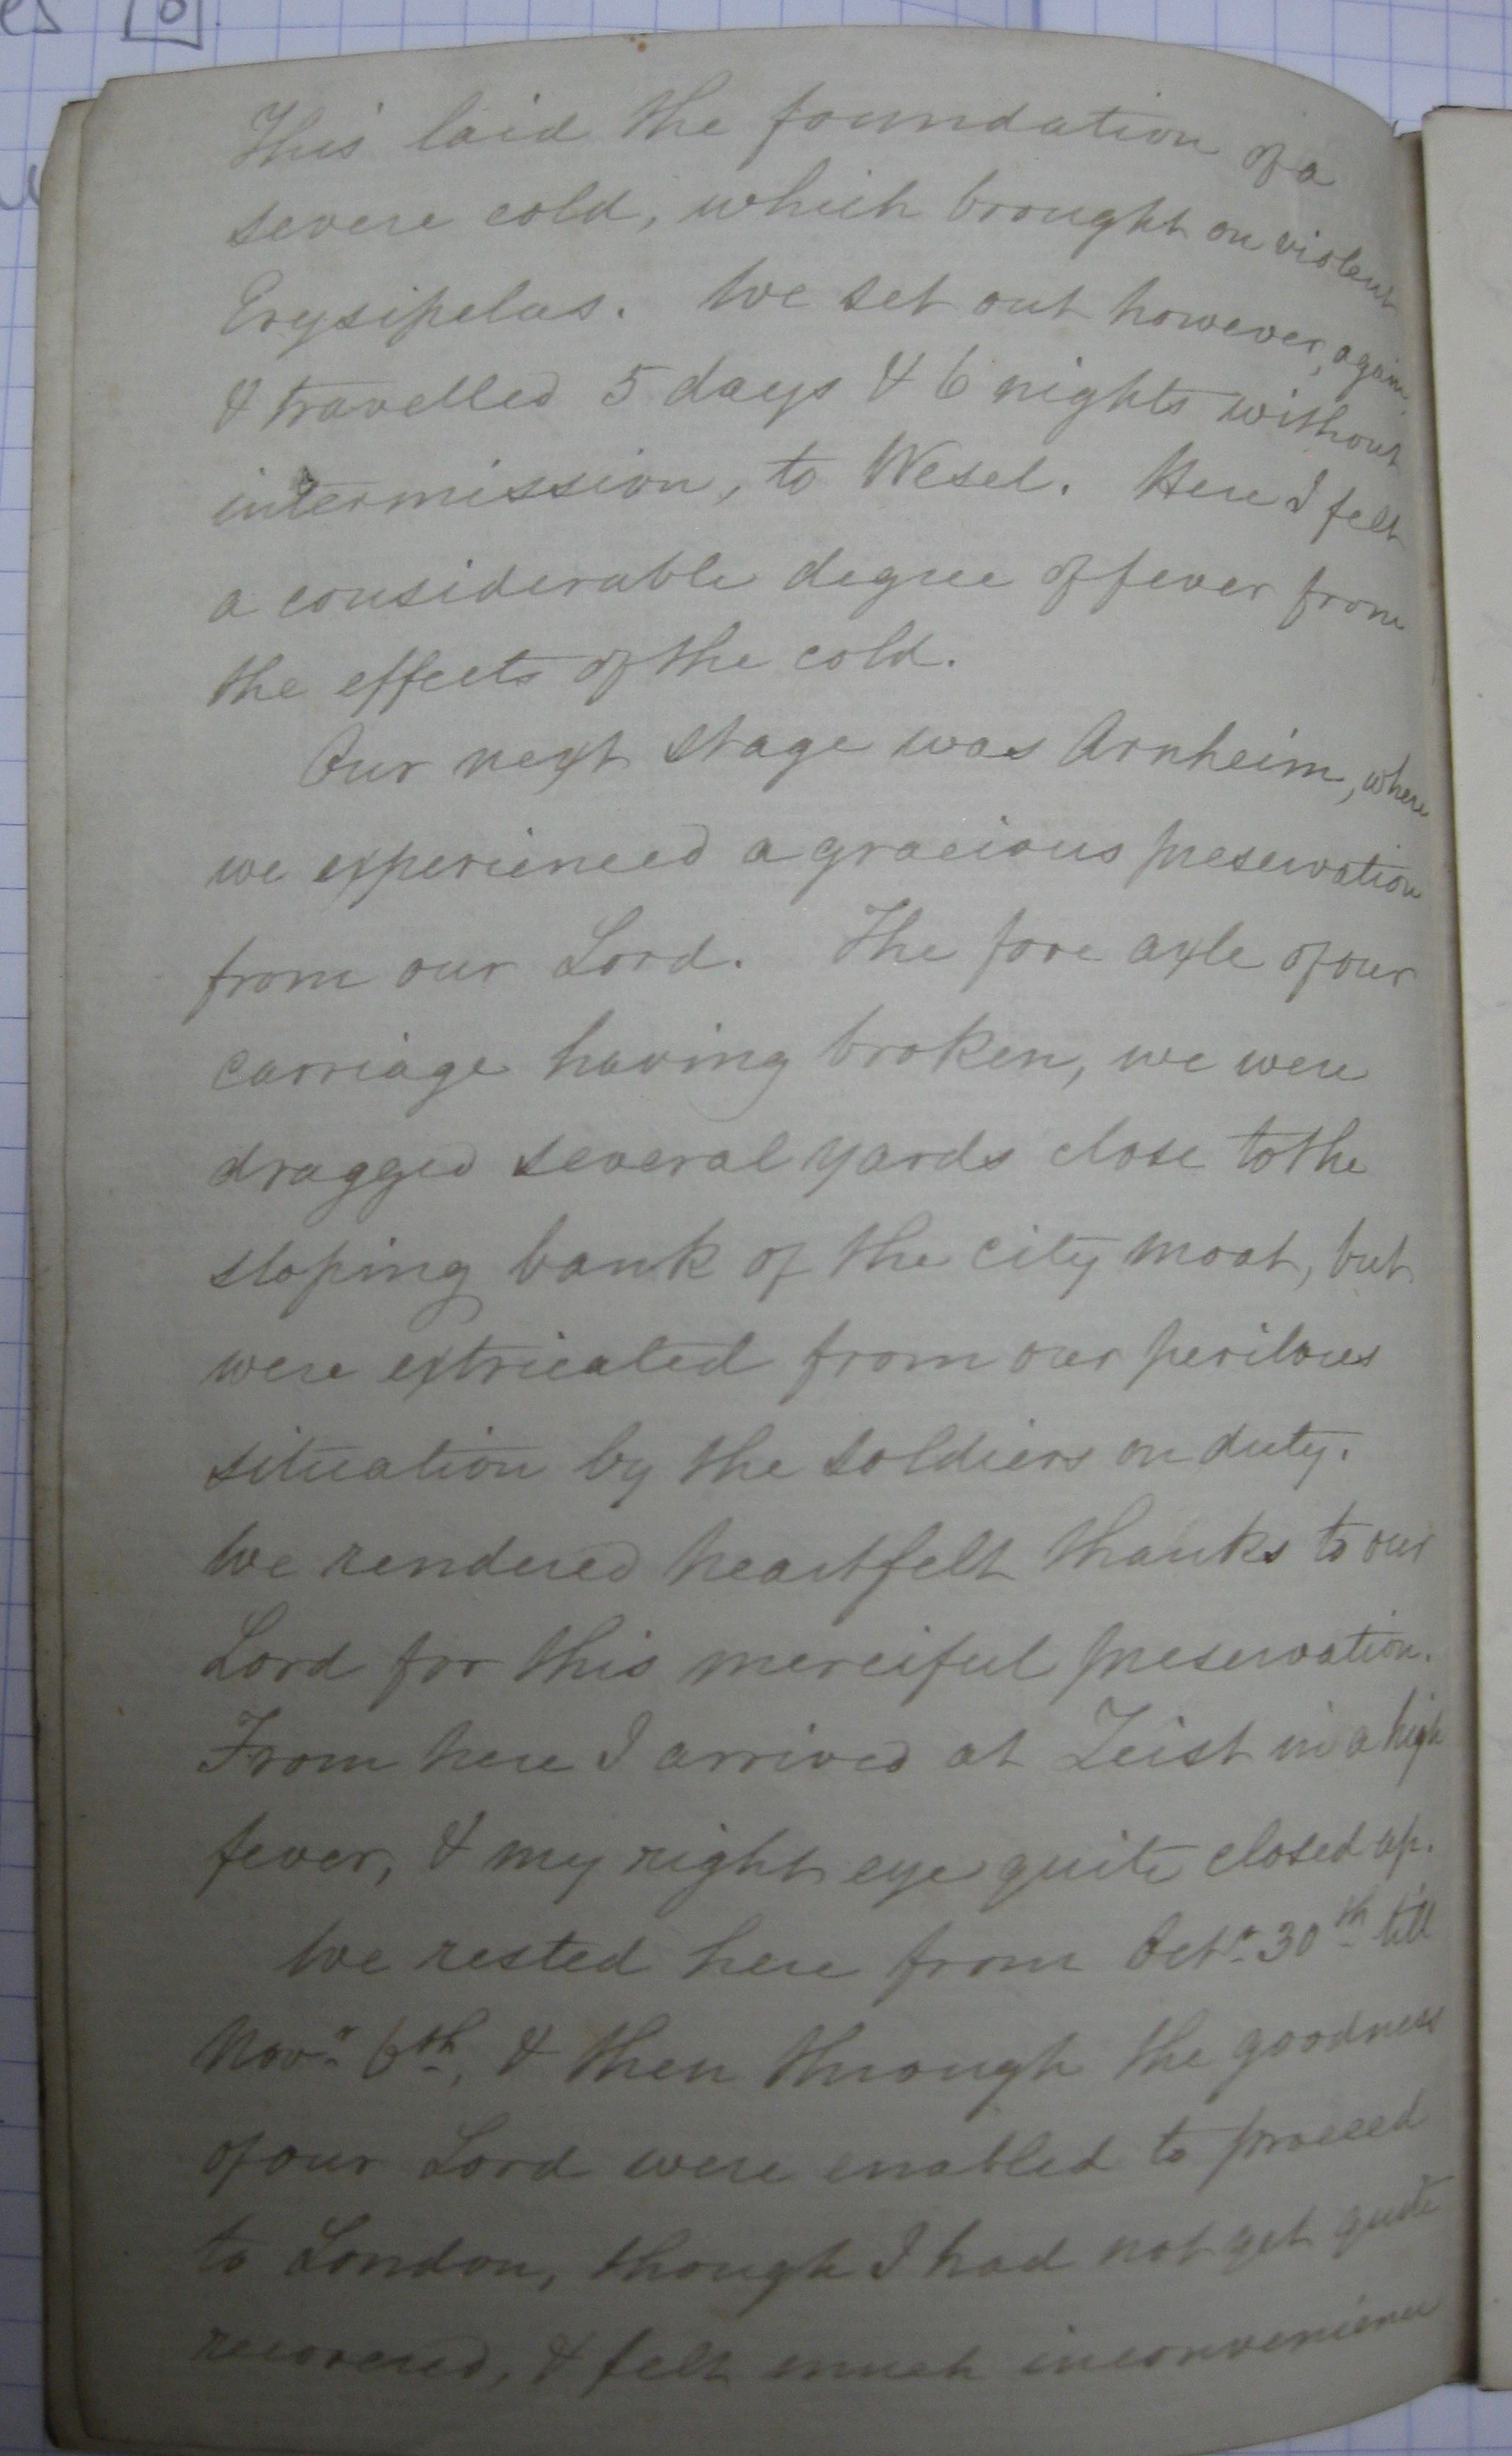 This laid the foundation of a
severe cold, which brought on violent
Erysipelas. We set out however, again,
& travelled 5 days & 6 nights without
intermission, to Wesel. Here I felt
a considerable degree of fever from
the effects of the cold.
Our next stage was Arnheim, where
we experienced a gracious preservation
from our Lord. The fore axle of our
carriage having broken, we were
dragged several yards close to the
sloping bank of the city moat, but
were extricated from our perilous
situation by the soldiers on duty.
We rendered heartfelt thanks to our
Lord for this merciful preservation.
From here I arrived at Zeist in a high
fever, & my right eye quite closed up.
We rested here from Octr. 30th till
Novr. 6th, & then through the goodness
of our Lord were enabled to proceed
to London, though I had not yet quite
recovered, & felt much inconvenience